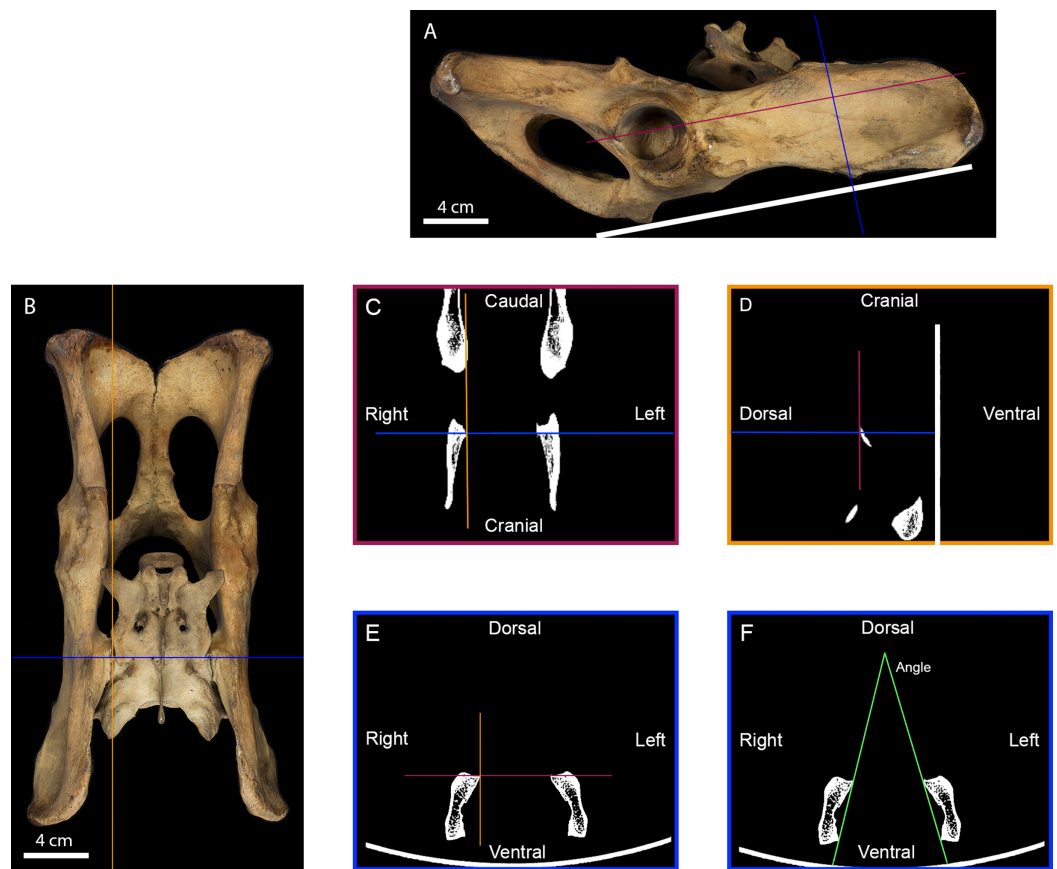 A
4 cm
B
4 cm
C
Caudal
Right
Left
Cranial
D
Cranial
Dorsal
Ventral
E
Dorsal
Right
Left
Ventral
F
Dorsal
Angle
Right
Left
Ventral